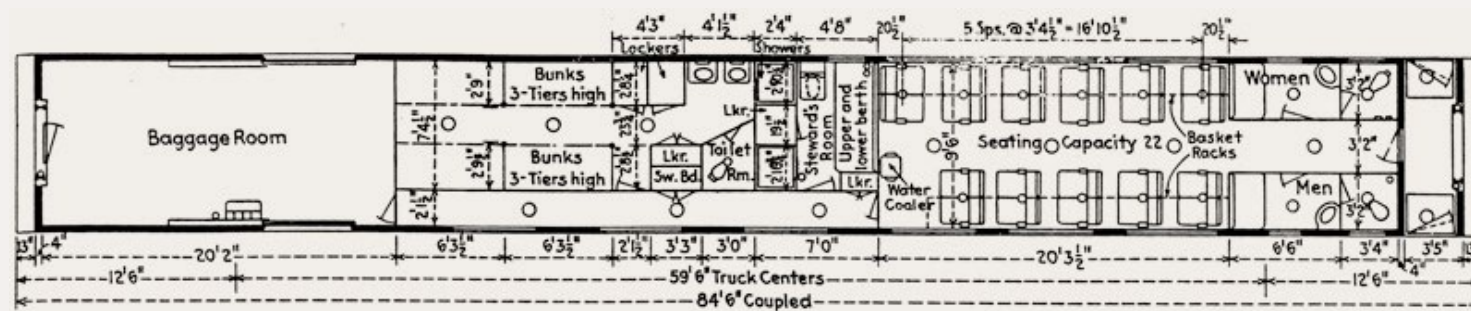 4'3"
4'1½"
2'4"
4'8"
20½"
5 Sps. @ 3'4½" = 16'10½"
20½"
Lockers
Showers
Bunks
3-Tiers high
2'9"
7'4½"
Baggage Room
Bunks
3-Tiers high
2'9½"
2'1½"
Lkr.
Sw. Bd.
Lkr.
Toilet
Rm.
19½"
Steward's
Room
Upper and
lower berth
Lkr.
Water
Cooler
9'6"
Seating Capacity 22
Basket
Racks
Women
3'2"
3'2"
Men
3'2"
13"
4"
20'2"
6'3½"
6'3½"
2'1½"
3'3"
3'0"
7'0"
20'3½"
6'6"
3'4"
4"
3'5"
12'6"
59'6" Truck Centers
12'6"
84'6" Coupled